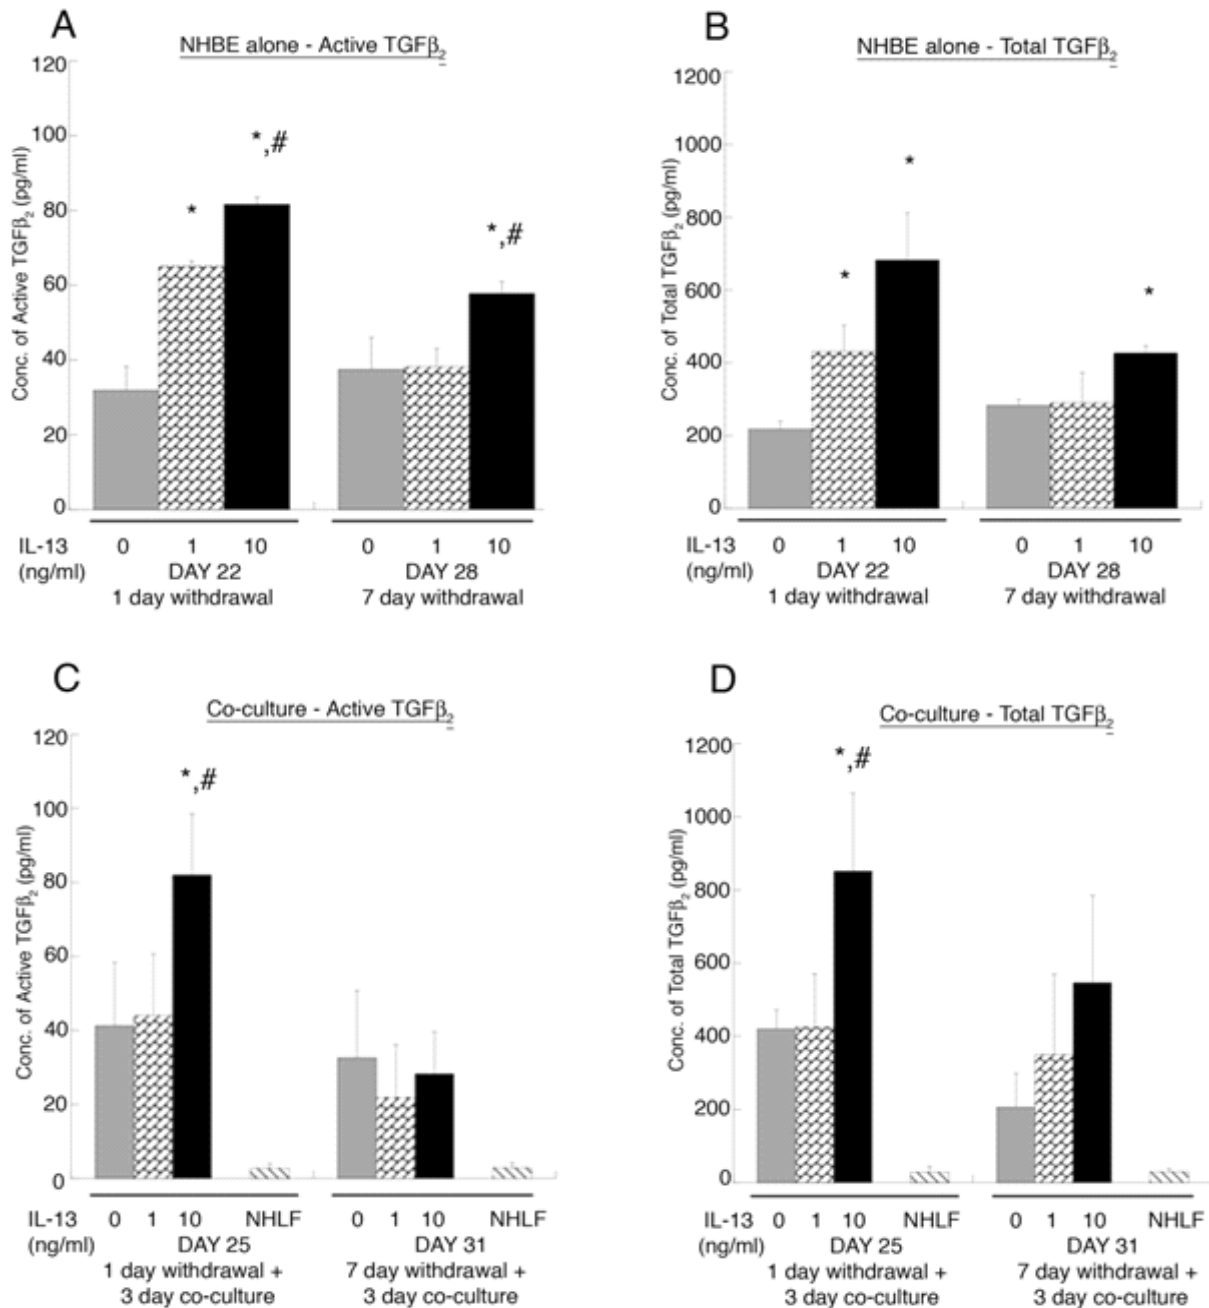 A
NHBE alone - Active TGFβ2
Conc. of Active TGFβ2 (pg/ml)
120
100
80
60
40
20
0
*
*,#
*,#
IL-13 0 1 10 0 1 10
(ng/ml) DAY 22 DAY 28
1 day withdrawal 7 day withdrawal
B
NHBE alone - Total TGFβ2
Conc. of Total TGFβ2 (pg/ml)
1200
1000
800
600
400
200
0
*
*
*
IL-13 0 1 10 0 1 10
(ng/ml) DAY 22 DAY 28
1 day withdrawal 7 day withdrawal
C
Co-culture - Active TGFβ2
Conc. of Active TGFβ2 (pg/ml)
120
100
80
60
40
20
0
*,#
IL-13 0 1 10 NHLF 0 1 10 NHLF
(ng/ml) DAY 25 DAY 31
1 day withdrawal + 7 day withdrawal +
3 day co-culture 3 day co-culture
D
Co-culture - Total TGFβ2
Conc. of Total TGFβ2 (pg/ml)
1200
1000
800
600
400
200
0
*,#
IL-13 0 1 10 NHLF 0 1 10 NHLF
(ng/ml) DAY 25 DAY 31
1 day withdrawal + 7 day withdrawal +
3 day co-culture 3 day co-culture